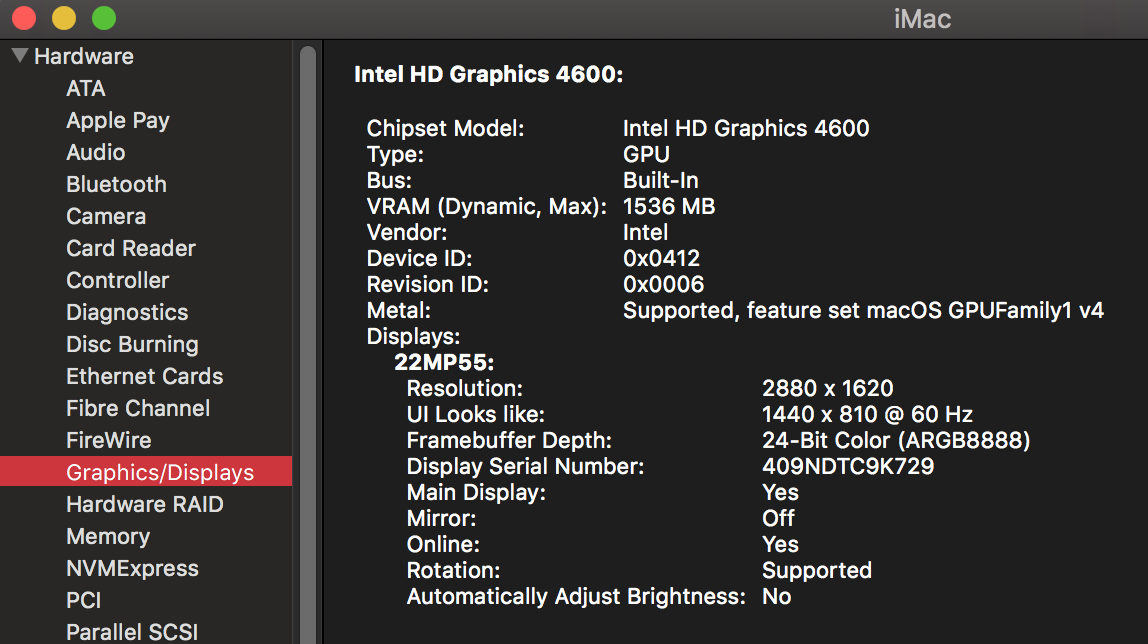 iMac
Hardware
ATA
Apple Pay
Audio
Bluetooth
Camera
Card Reader
Controller
Diagnostics
Disc Burning
Ethernet Cards
Fibre Channel
FireWire
Graphics/Displays
Hardware RAID
Memory
NVMExpress
PCI
Parallel SCSI
Intel HD Graphics 4600:
Chipset Model: Intel HD Graphics 4600
Type: GPU
Bus: Built-In
VRAM (Dynamic, Max): 1536 MB
Vendor: Intel
Device ID: 0x0412
Revision ID: 0x0006
Metal: Supported, feature set macOS GPUFamily1 v4
Displays:
22MP55:
Resolution: 2880 x 1620
UI Looks like: 1440 x 810 @ 60 Hz
Framebuffer Depth: 24-Bit Color (ARGB8888)
Display Serial Number: 409NDTC9K729
Main Display: Yes
Mirror: Off
Online: Yes
Rotation: Supported
Automatically Adjust Brightness: No